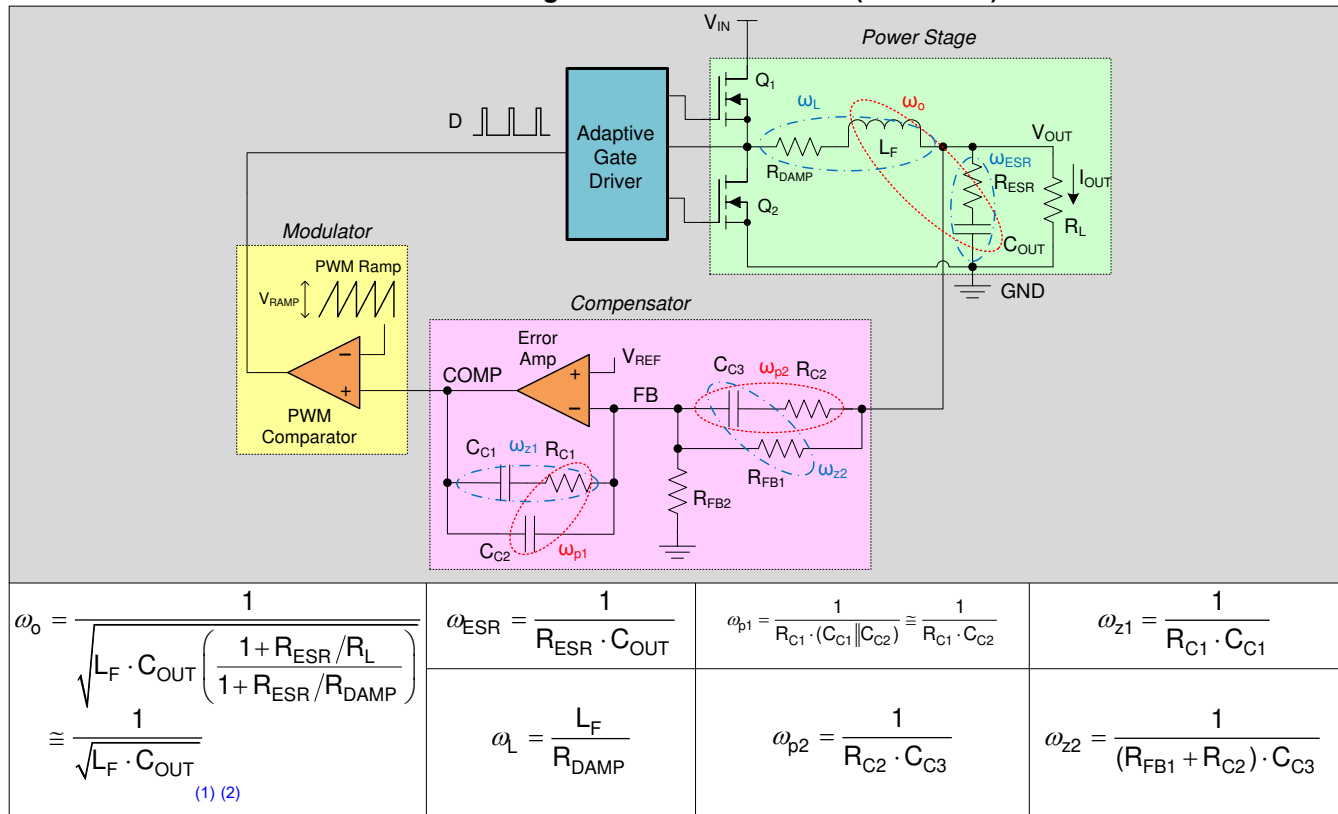 V_IN
Power Stage
Q_1
ω_L
ω_o
D
Adaptive
Gate
Driver
V_OUT
L_F
R_DAMP
ω_ESR
R_ESR
I_OUT
Q_2
R_L
C_OUT
GND
Modulator
PWM Ramp
V_RAMP
−
+
PWM
Comparator
Compensator
Error
Amp
V_REF
COMP
+
−
FB
C_C3
ω_p2
R_C2
R_FB1
ω_z2
C_C1
ω_z1
R_C1
R_FB2
C_C2
ω_p1
ω_o = 1 / √(L_F · C_OUT ((1 + R_ESR/R_L) / (1 + R_ESR/R_DAMP)))
≅ 1 / √(L_F · C_OUT)
(1) (2)
ω_ESR = 1 / (R_ESR · C_OUT)
ω_p1 = 1 / (R_C1 · (C_C1‖C_C2)) ≅ 1 / (R_C1 · C_C2)
ω_z1 = 1 / (R_C1 · C_C1)
ω_L = L_F / R_DAMP
ω_p2 = 1 / (R_C2 · C_C3)
ω_z2 = 1 / ((R_FB1 + R_C2) · C_C3)